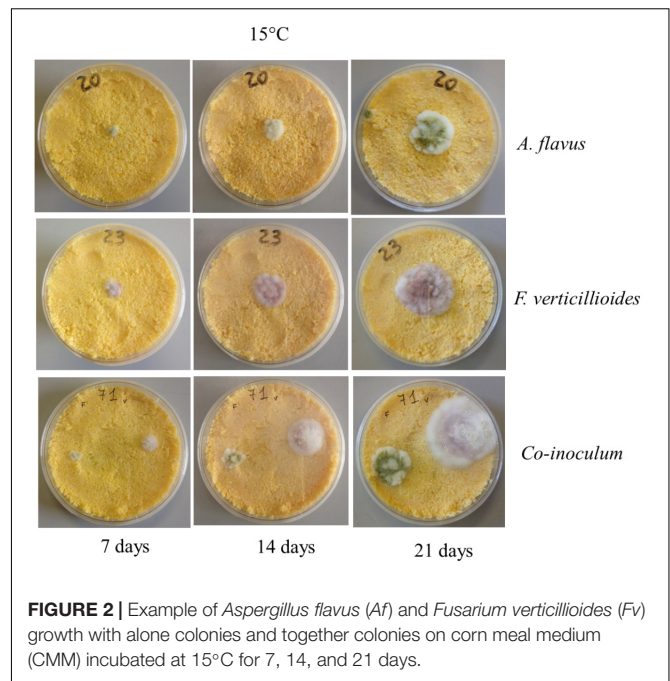 15°C
20
20
20
A. flavus
23
23
23
F. verticillioides
F 71 V
F 71 V
F 71 V
Co-inoculum
7 days
14 days
21 days
FIGURE 2 | Example of Aspergillus flavus (Af) and Fusarium verticillioides (Fv)
growth with alone colonies and together colonies on corn meal medium
(CMM) incubated at 15°C for 7, 14, and 21 days.